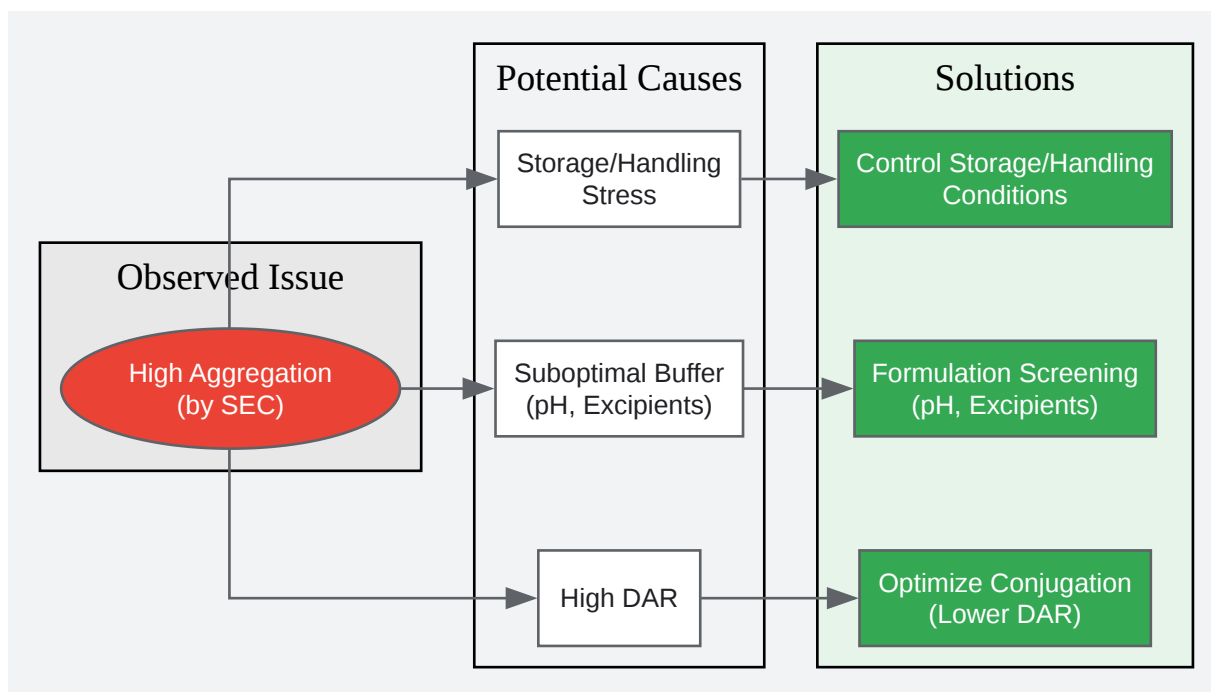 Potential Causes
Solutions
Storage/Handling
Stress
Control Storage/Handling
Conditions
Observed Issue
High Aggregation
(by SEC)
Suboptimal Buffer
(pH, Excipients)
Formulation Screening
(pH, Excipients)
High DAR
Optimize Conjugation
(Lower DAR)